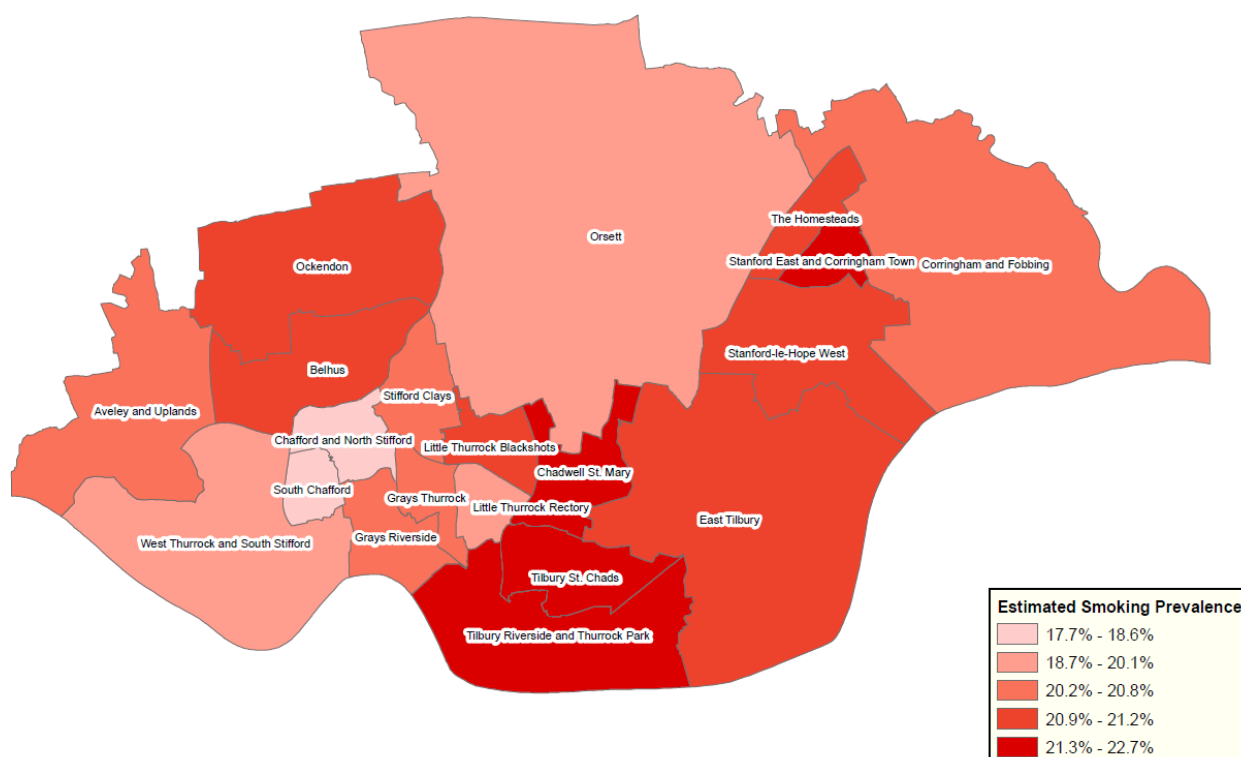 Orsett
The Homesteads
Stanford East and Corringham Town
Corringham and Fobbing
Ockendon
Stanford-le-Hope West
Belhus
Stifford Clays
Aveley and Uplands
Chafford and North Stifford
Little Thurrock Blackshots
Chadwell St. Mary
South Chafford
Grays Thurrock
Little Thurrock Rectory
East Tilbury
West Thurrock and South Stifford
Grays Riverside
Tilbury St. Chads
Tilbury Riverside and Thurrock Park
Estimated Smoking Prevalence
17.7% - 18.6%
18.7% - 20.1%
20.2% - 20.8%
20.9% - 21.2%
21.3% - 22.7%